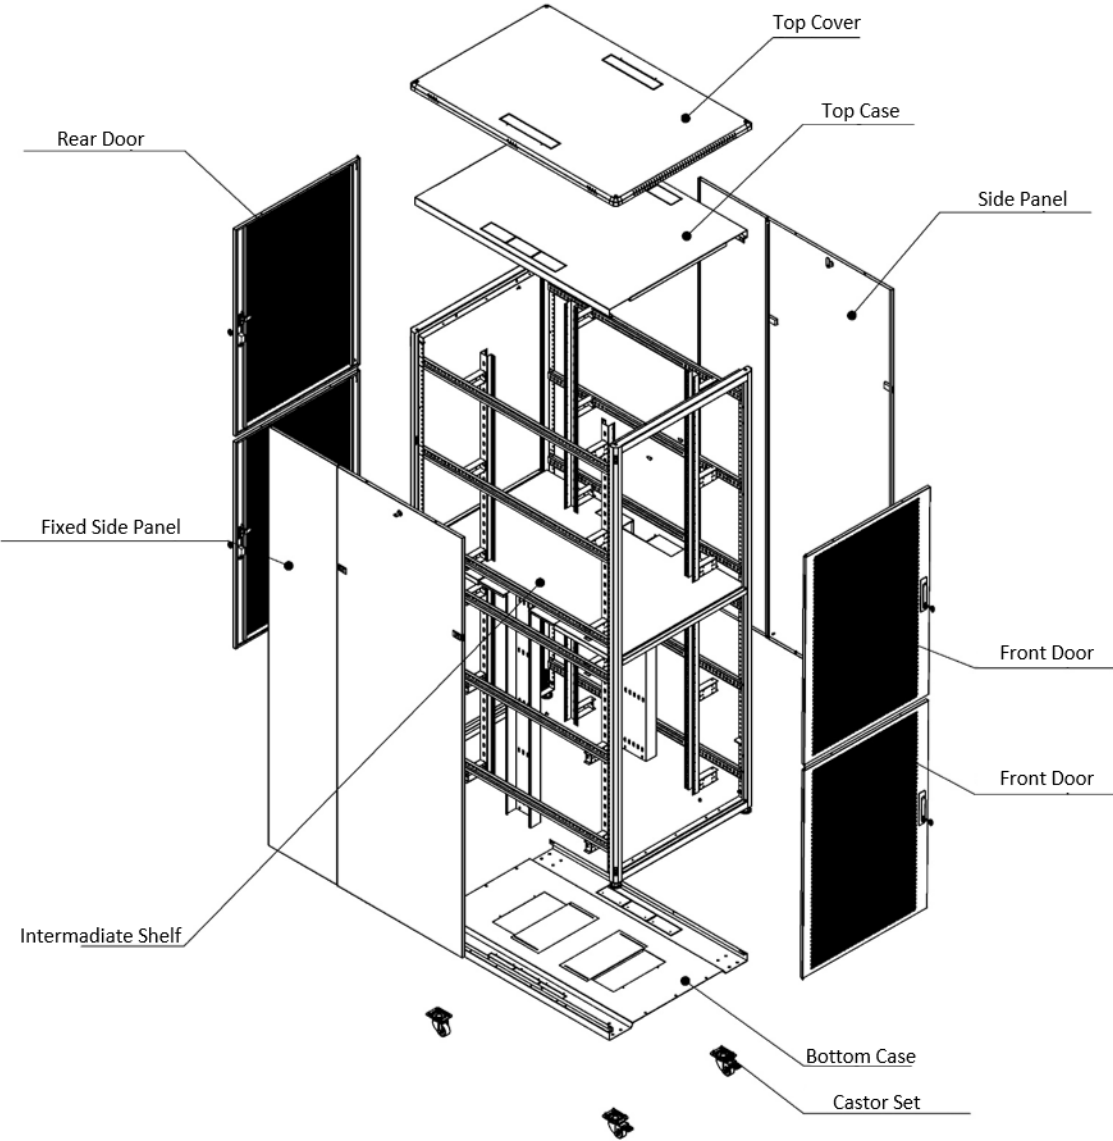 Top Cover
Top Case
Rear Door
Side Panel
Fixed Side Panel
Front Door
Front Door
Intermadiate Shelf
Bottom Case
Castor Set